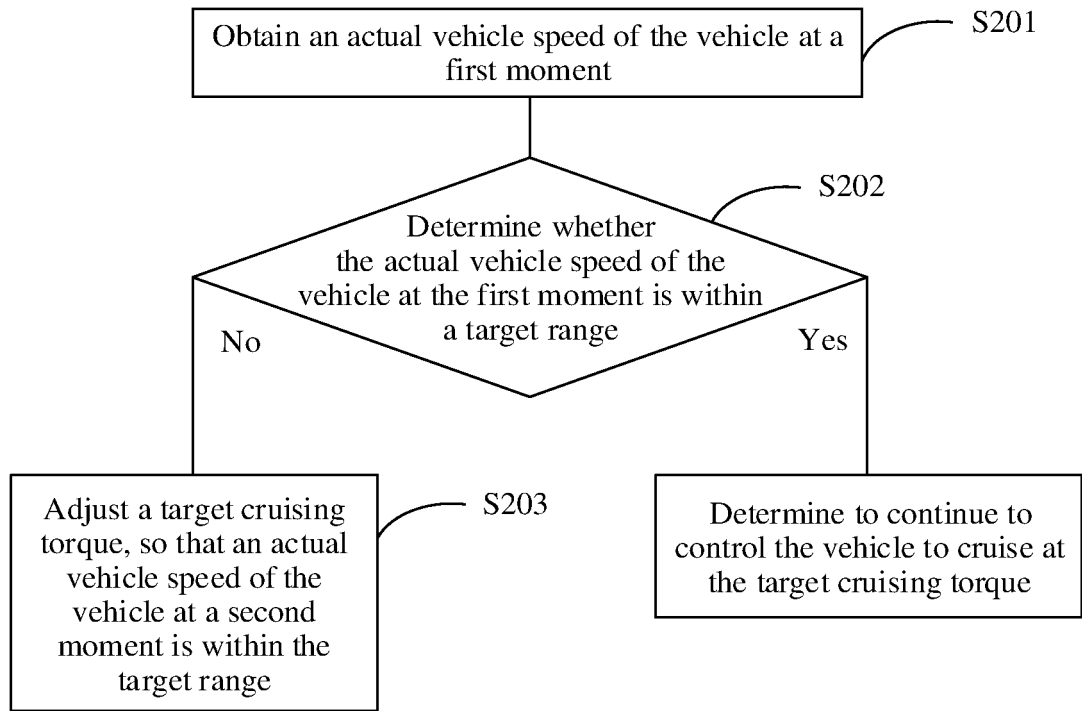 Obtain an actual vehicle speed of the vehicle at a
first moment
S201
Determine whether
the actual vehicle speed of the
vehicle at the first moment is within
a target range
S202
No
Yes
Adjust a target cruising
torque, so that an actual
vehicle speed of the
vehicle at a second
moment is within the
target range
S203
Determine to continue to
control the vehicle to cruise at
the target cruising torque